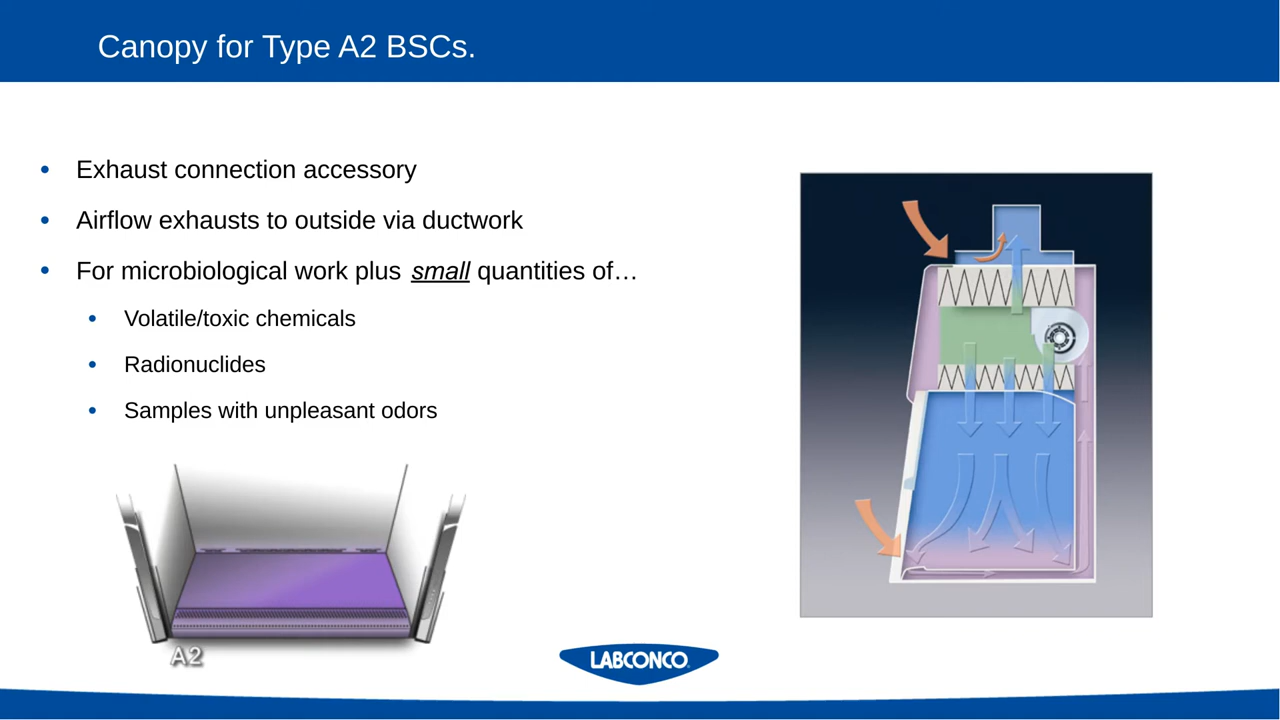 Canopy for Type A2 BSCs.
• Exhaust connection accessory
• Airflow exhausts to outside via ductwork
• For microbiological work plus small quantities of…
• Volatile/toxic chemicals
• Radionuclides
• Samples with unpleasant odors
A2
LABCONCO